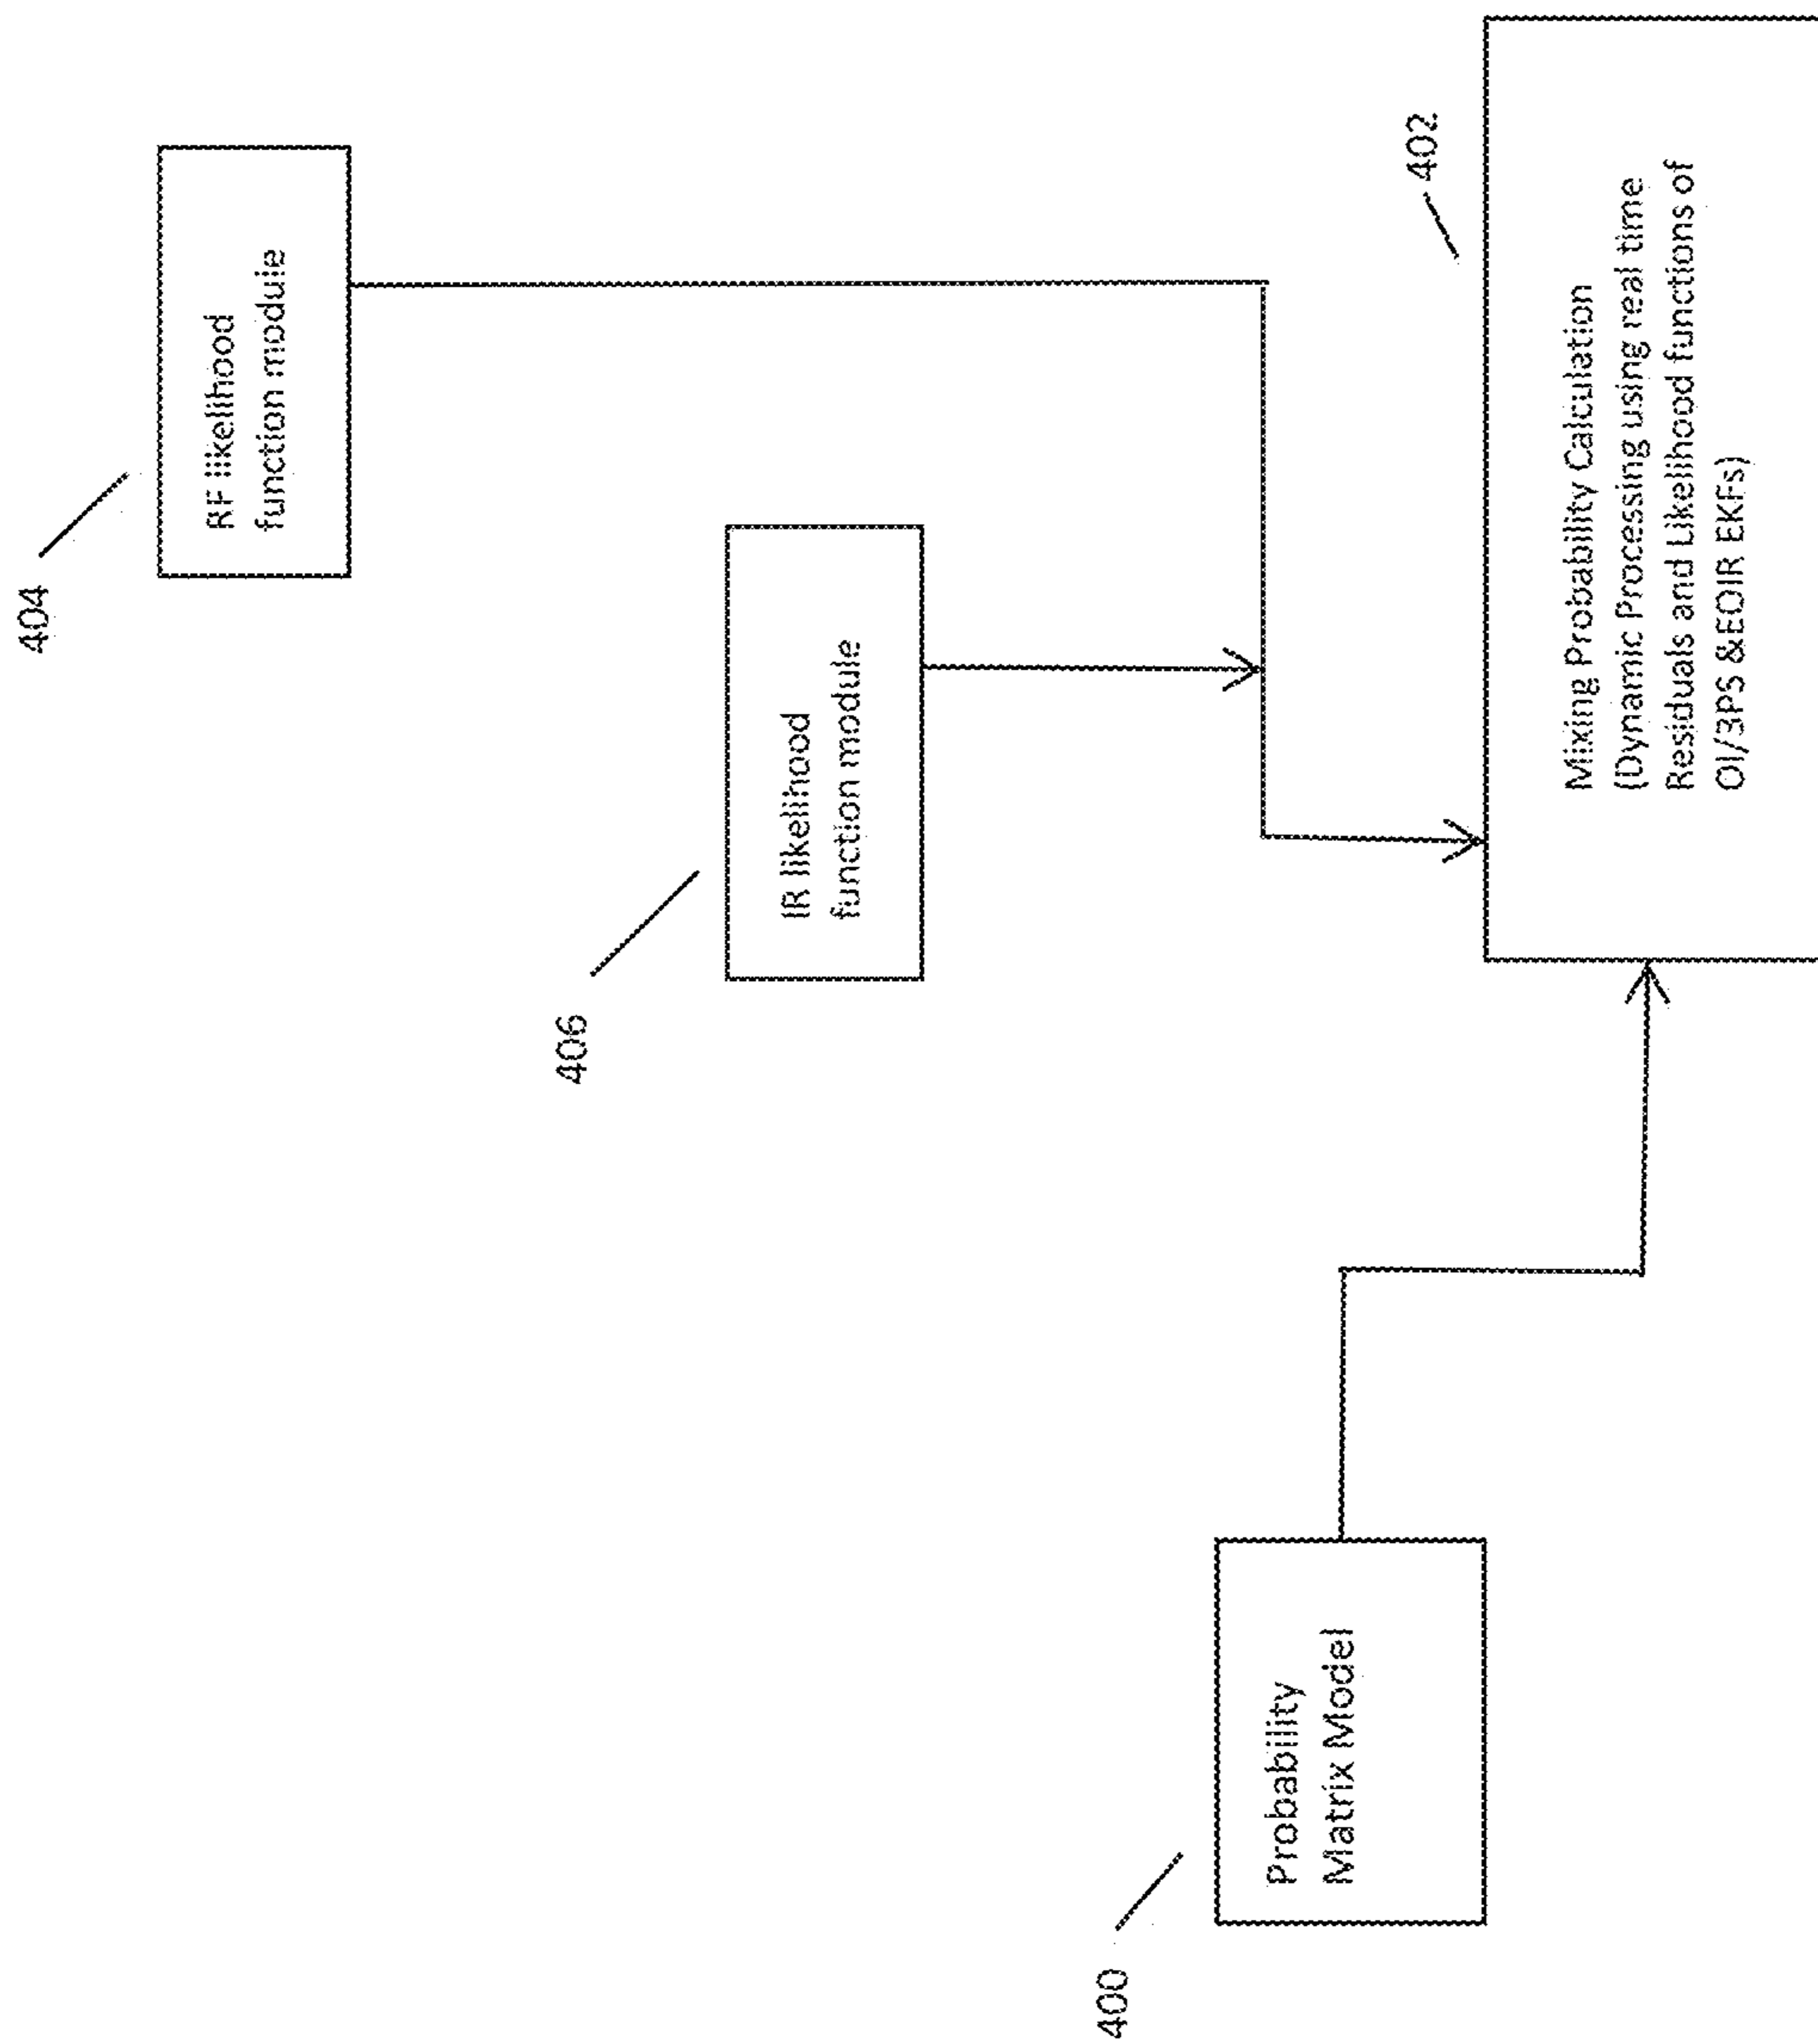 404
RF likelihood
function module
406
IR likelihood
function module
402
Mixing Probability Calculation
(Dynamic Processing using real time
Residuals and Likelihood functions of
OI/3PS &EOIR EKFs)
400
Probability
Matrix Model